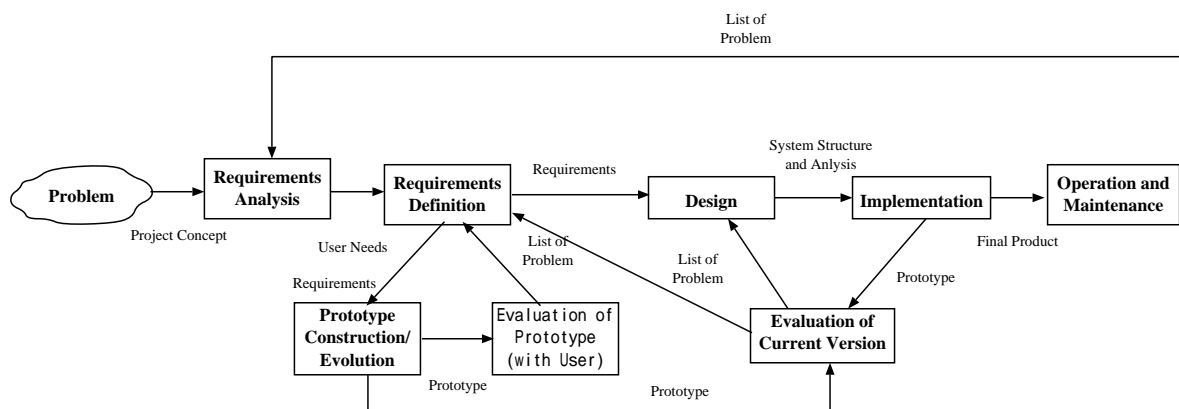 List of
Problem
Problem
Requirements
Analysis
Project Concept
Requirements
Definition
Requirements
Design
System Structure
and Anlysis
Implementation
Operation and
Maintenance
Final Product
User Needs
Requirements
List of
Problem
List of
Problem
Prototype
Prototype
Construction/
Evolution
Evaluation of
Prototype
(with User)
Evaluation of
Current Version
Prototype
Prototype